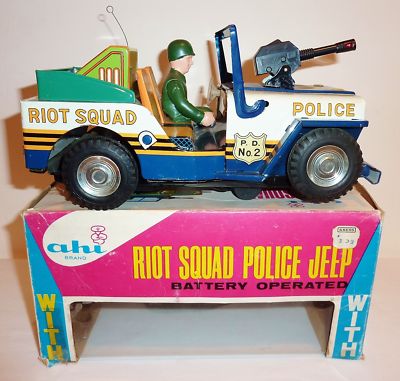 RIOT SQUAD
POLICE
P. D.
No. 2
ahi
BRAND
RIOT SQUAD POLICE JEEP
BATTERY OPERATED
WITH
WITH